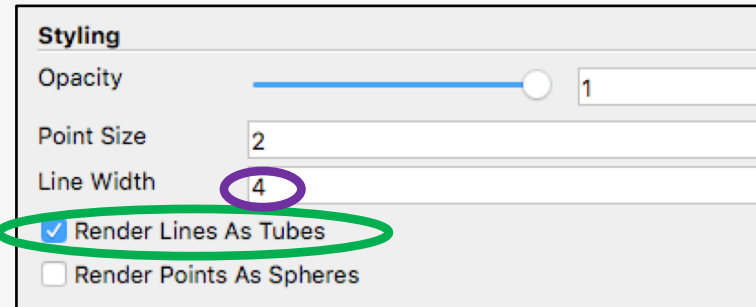 Styling
Opacity 1
Point Size 2
Line Width 4
Render Lines As Tubes
Render Points As Spheres